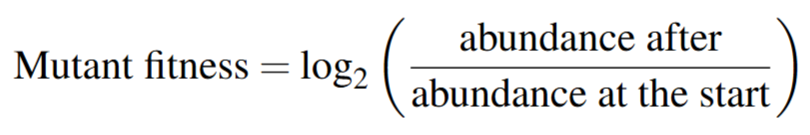 Mutant fitness = log₂ (abundance after / abundance at the start)